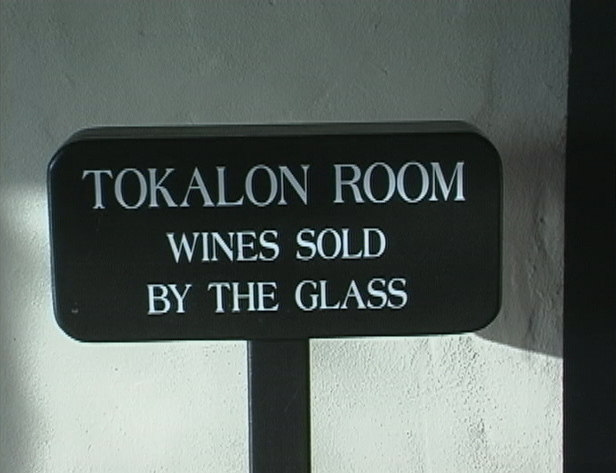 TOKALON ROOM
WINES SOLD
BY THE GLASS